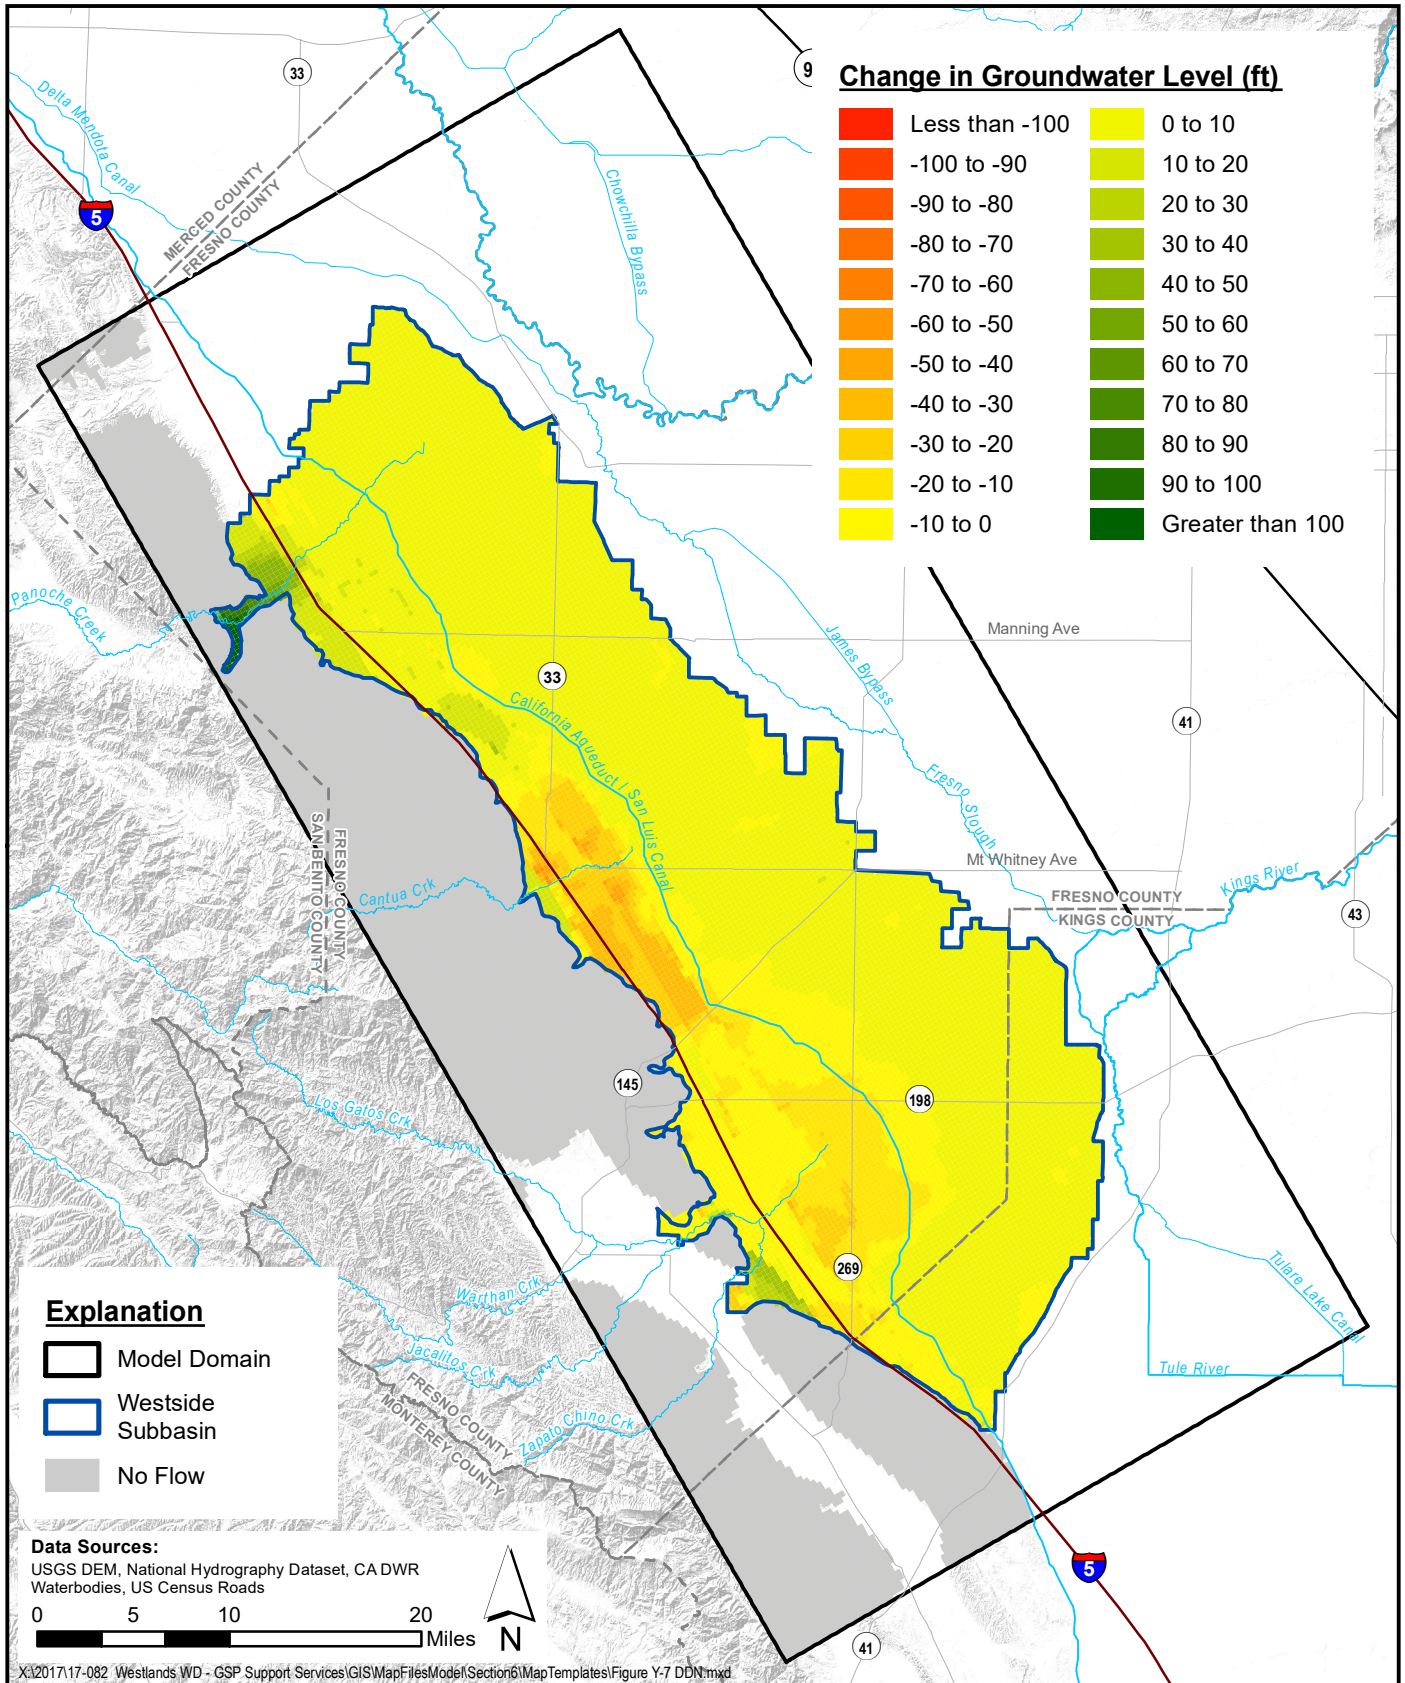 33
9
Delta Mendota Canal
MERCED COUNTY
FRESNO COUNTY
5
Chowchilla Bypass
Change in Groundwater Level (ft)
Less than -100
-100 to -90
-90 to -80
-80 to -70
-70 to -60
-60 to -50
-50 to -40
-40 to -30
-30 to -20
-20 to -10
-10 to 0
0 to 10
10 to 20
20 to 30
30 to 40
40 to 50
50 to 60
60 to 70
70 to 80
80 to 90
90 to 100
Greater than 100
Panoche Creek
James Bypass
Manning Ave
33
California Aqueduct / San Luis Canal
41
Fresno Slough
SAN BENITO COUNTY
FRESNO COUNTY
Mt Whitney Ave
Cantua Crk
FRESNO COUNTY
KINGS COUNTY
Kings River
43
145
198
Los Gatos Crk
269
Warthan Crk
Jacalitos Crk
Tulare Lake Canal
Tule River
FRESNO COUNTY
MONTEREY COUNTY
Zapato Chino Crk
Explanation
Model Domain
Westside
Subbasin
No Flow
Data Sources:
USGS DEM, National Hydrography Dataset, CA DWR
Waterbodies, US Census Roads
0 5 10 20
Miles
N
5
41
X:\2017\17-082 Westlands WD - GSP Support Services\GIS\MapFilesModel\Section6\MapTemplates\Figure Y-7 DDN.mxd